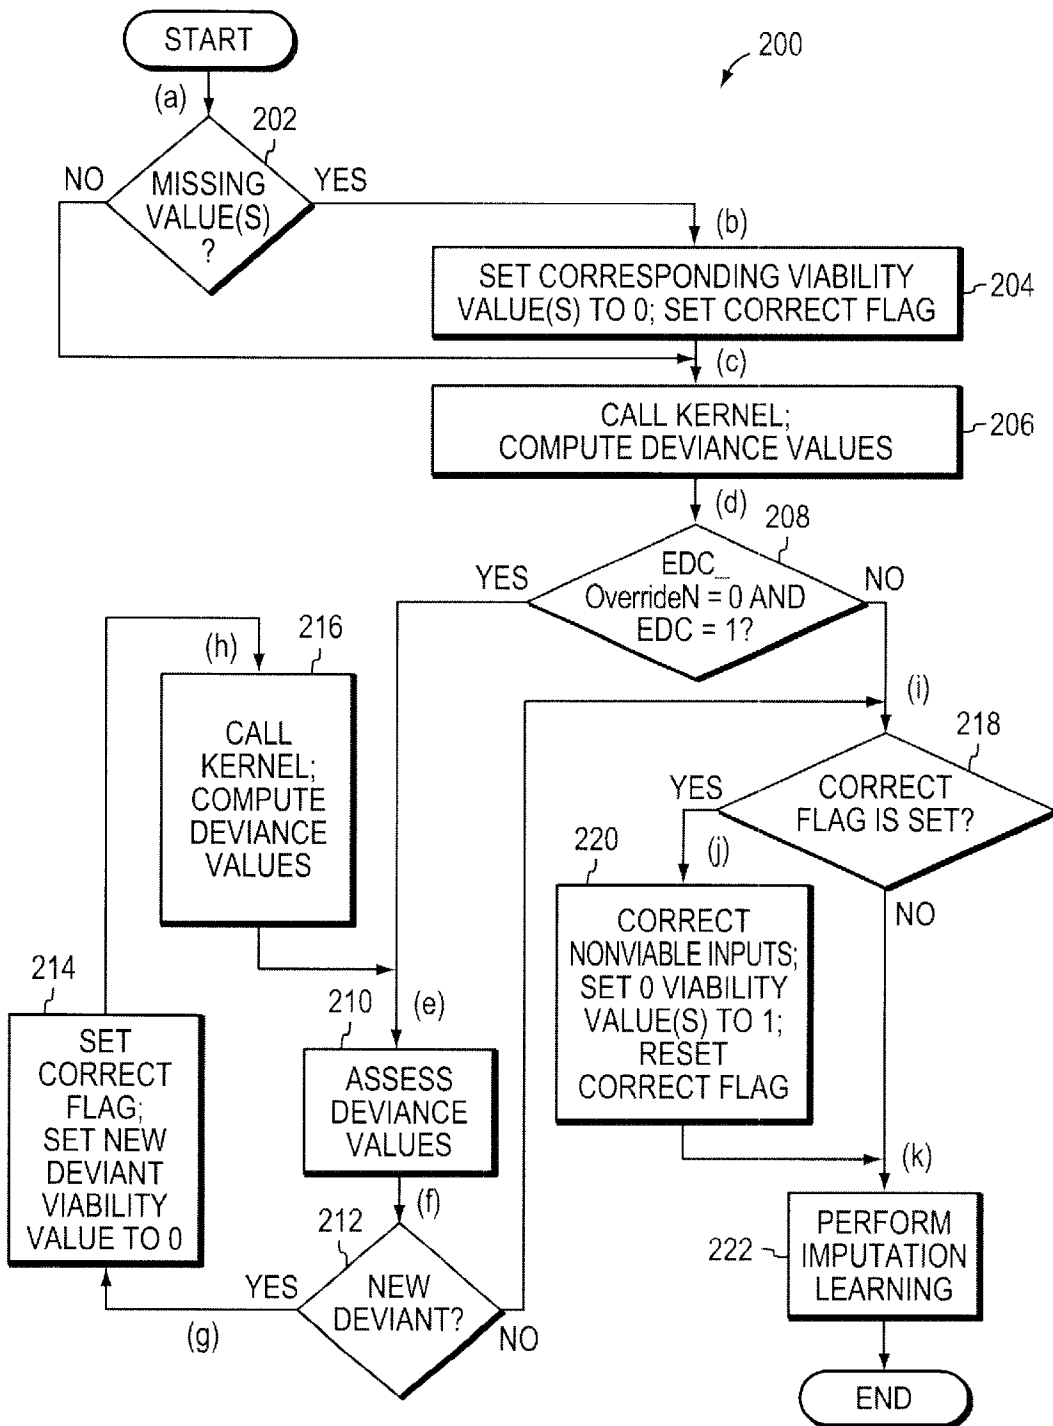 START
200
(a)
202
NO
YES
MISSING
VALUE(S)
?
(b)
SET CORRESPONDING VIABILITY
VALUE(S) TO 0; SET CORRECT FLAG
204
(c)
CALL KERNEL;
COMPUTE DEVIANCE VALUES
206
(d)
208
YES
EDC_
OverrideN = 0 AND
EDC = 1?
NO
(h)
216
CALL
KERNEL;
COMPUTE
DEVIANCE
VALUES
(i)
218
YES
CORRECT
FLAG IS SET?
220
(j)
NO
CORRECT
NONVIABLE INPUTS;
SET 0 VIABILITY
VALUE(S) TO 1;
RESET
CORRECT FLAG
214
SET
CORRECT
FLAG;
SET NEW
DEVIANT
VIABILITY
VALUE TO 0
210
(e)
ASSESS
DEVIANCE
VALUES
(f)
212
YES
NEW
DEVIANT?
NO
(g)
(k)
222
PERFORM
IMPUTATION
LEARNING
END